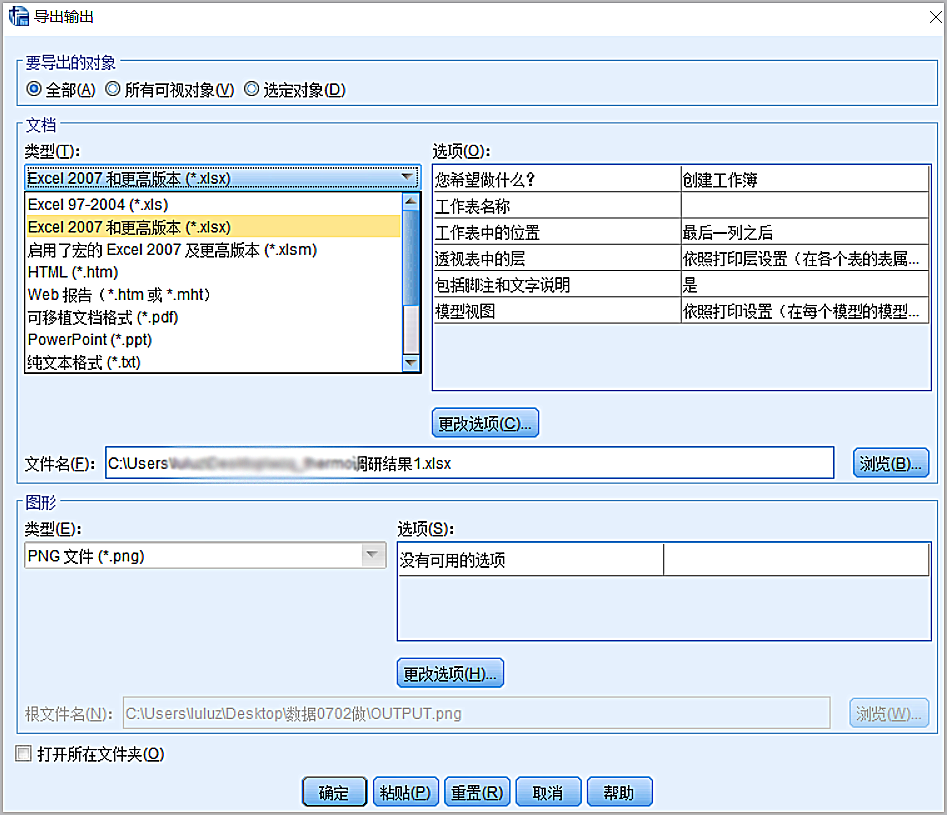 导出输出
要导出的对象
全部(A) 所有可视对象(V) 选定对象(D)
文档
类型(T):
Excel 2007 和更高版本 (*.xlsx)
Excel 97-2004 (*.xls)
Excel 2007 和更高版本 (*.xlsx)
启用了宏的 Excel 2007 及更高版本 (*.xlsm)
HTML (*.htm)
Web 报告（*.htm 或 *.mht）
可移植文档格式 (*.pdf)
PowerPoint (*.ppt)
纯文本格式 (*.txt)
选项(O):
您希望做什么? 创建工作簿
工作表名称
工作表中的位置 最后一列之后
透视表中的层 依照打印层设置（在各个表的表属...
包括脚注和文字说明 是
模型视图 依照打印设置（在每个模型的模型...
更改选项(C)...
文件名(F): C:\Users 调研结果1.xlsx
浏览(B)...
图形
类型(E):
PNG 文件 (*.png)
选项(S):
没有可用的选项
更改选项(H)...
根文件名(N): C:\Users\luluz\Desktop\数据0702做\OUTPUT.png
浏览(W)...
打开所在文件夹(O)
确定 粘贴(P) 重置(R) 取消 帮助